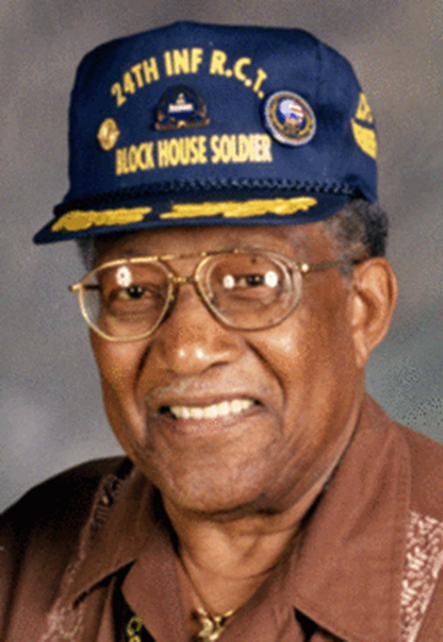 24TH INF R.C.T.
BLOCK HOUSE SOLDIER